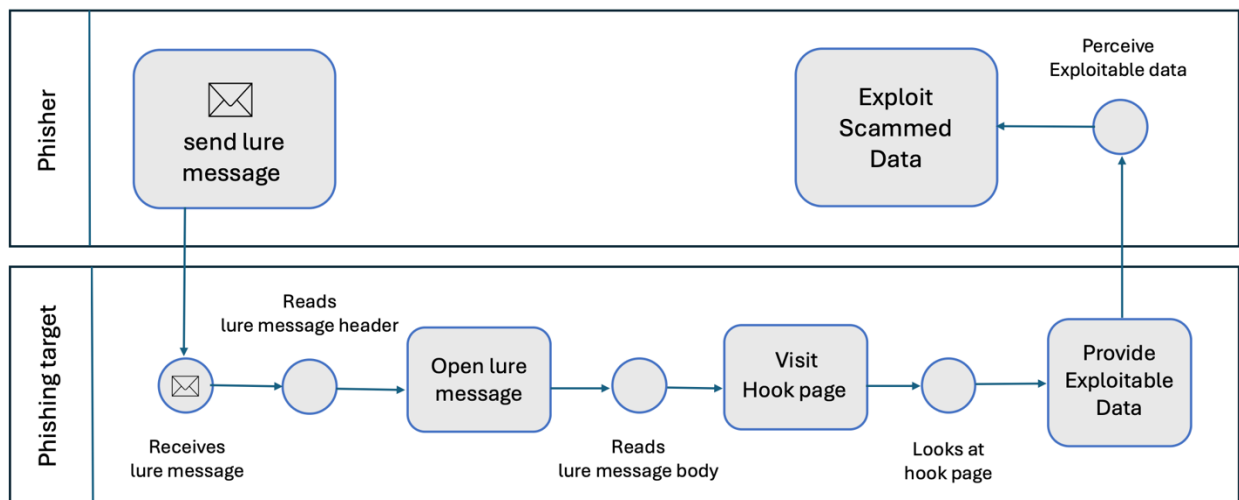 Phisher
send lure
message
Exploit
Scammed
Data
Perceive
Exploitable data
Phishing target
Receives
lure message
Reads
lure message header
Open lure
message
Reads
lure message body
Visit
Hook page
Looks at
hook page
Provide
Exploitable
Data